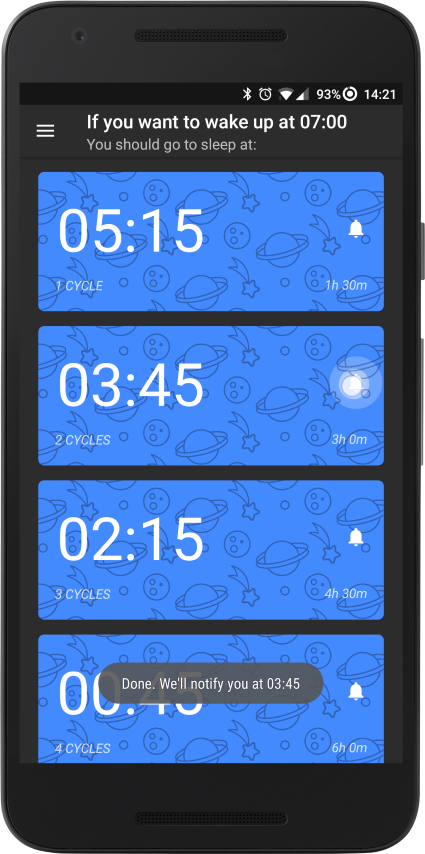 93% 14:21
If you want to wake up at 07:00
You should go to sleep at:
05:15
1 CYCLE 1h 30m
03:45
2 CYCLES 3h 0m
02:15
3 CYCLES 4h 30m
00:45
Done. We'll notify you at 03:45
4 CYCLES 6h 0m